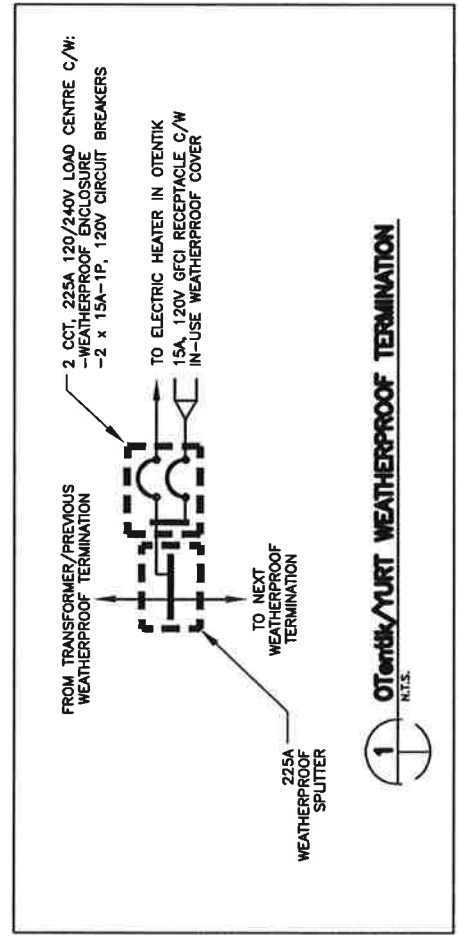 FROM TRANSFORMER/PREVIOUS
WEATHERPROOF TERMINATION
2 CCT, 225A 120/240V LOAD CENTRE C/W:
-WEATHERPROOF ENCLOSURE
-2 x 15A-1P, 120V CIRCUIT BREAKERS
TO ELECTRIC HEATER IN OTENTIK
15A, 120V GFCI RECEPTACLE C/W
IN-USE WEATHERPROOF COVER
TO NEXT
WEATHERPROOF
TERMINATION
225A
WEATHERPROOF
SPLITTER
1
OTentik/YURT WEATHERPROOF TERMINATION
N.T.S.